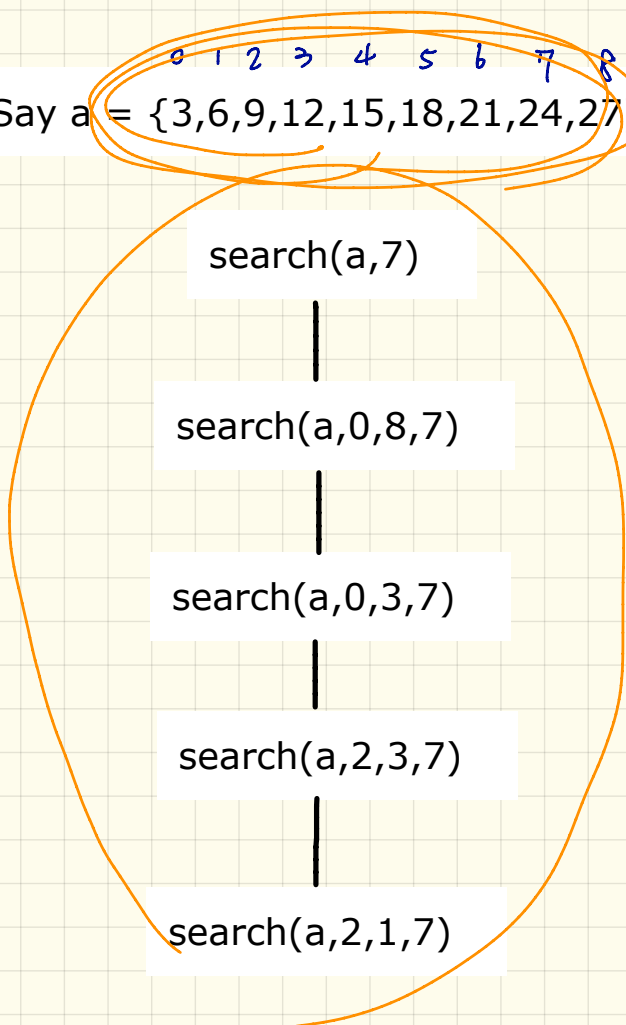 0 1 2 3 4 5 6 7 8
Say a = {3,6,9,12,15,18,21,24,27
search(a,7)
search(a,0,8,7)
search(a,0,3,7)
search(a,2,3,7)
search(a,2,1,7)